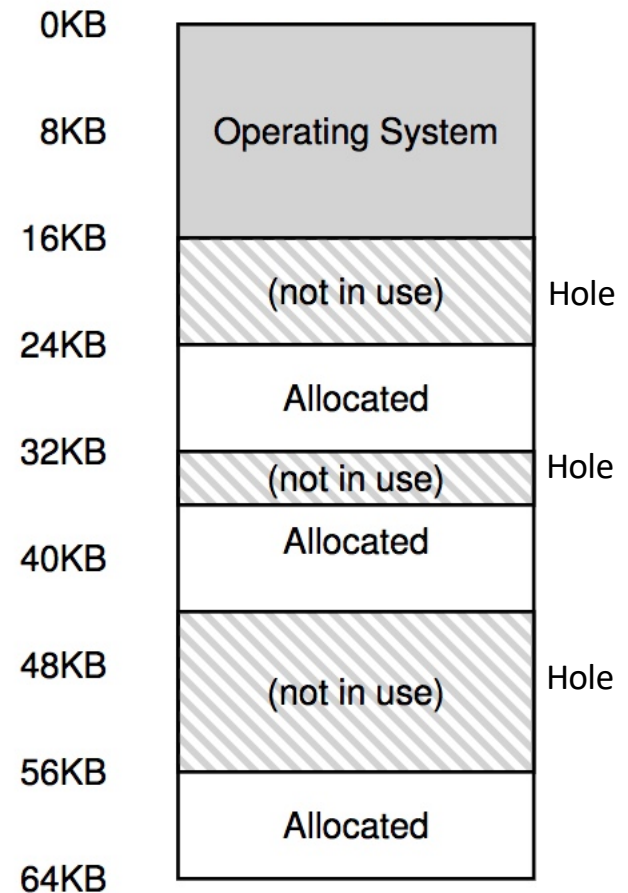 0KB
8KB
Operating System
16KB
(not in use)
Hole
24KB
Allocated
32KB
(not in use)
Hole
Allocated
40KB
48KB
(not in use)
Hole
56KB
Allocated
64KB